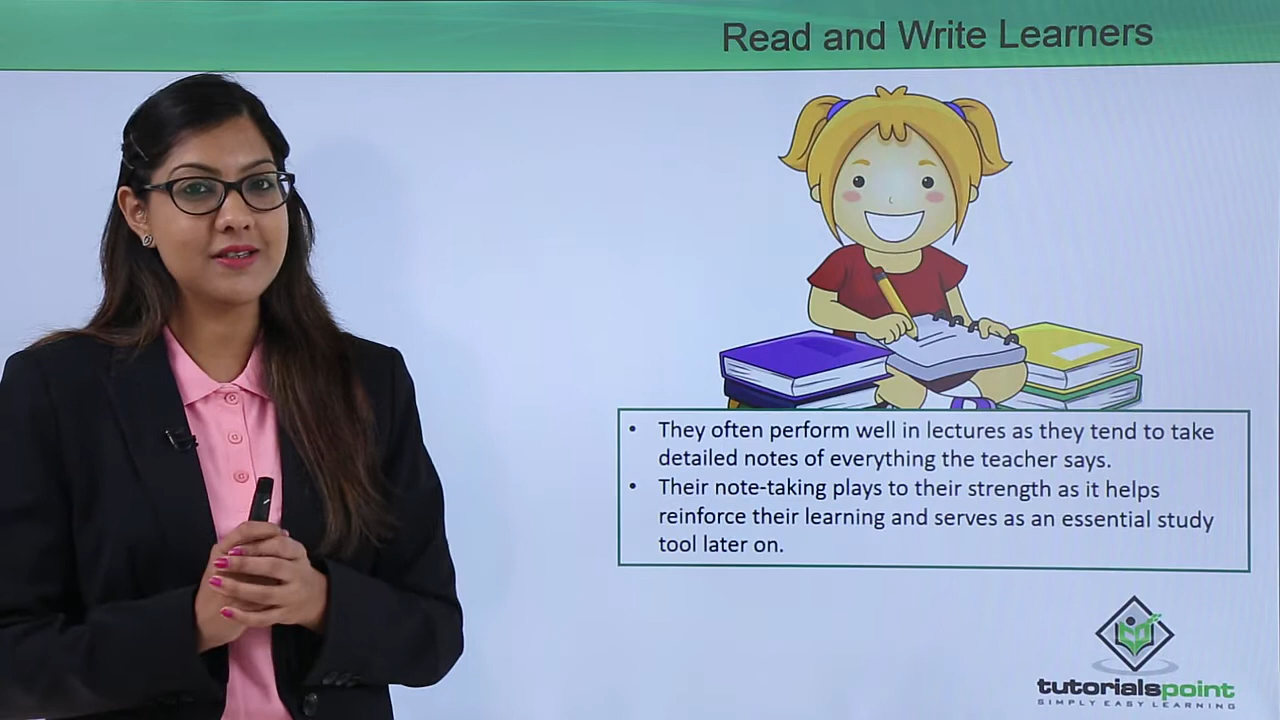 Read and Write Learners
• They often perform well in lectures as they tend to take
detailed notes of everything the teacher says.
• Their note-taking plays to their strength as it helps
reinforce their learning and serves as an essential study
tool later on.
tutorialspoint
SIMPLY EASY LEARNING